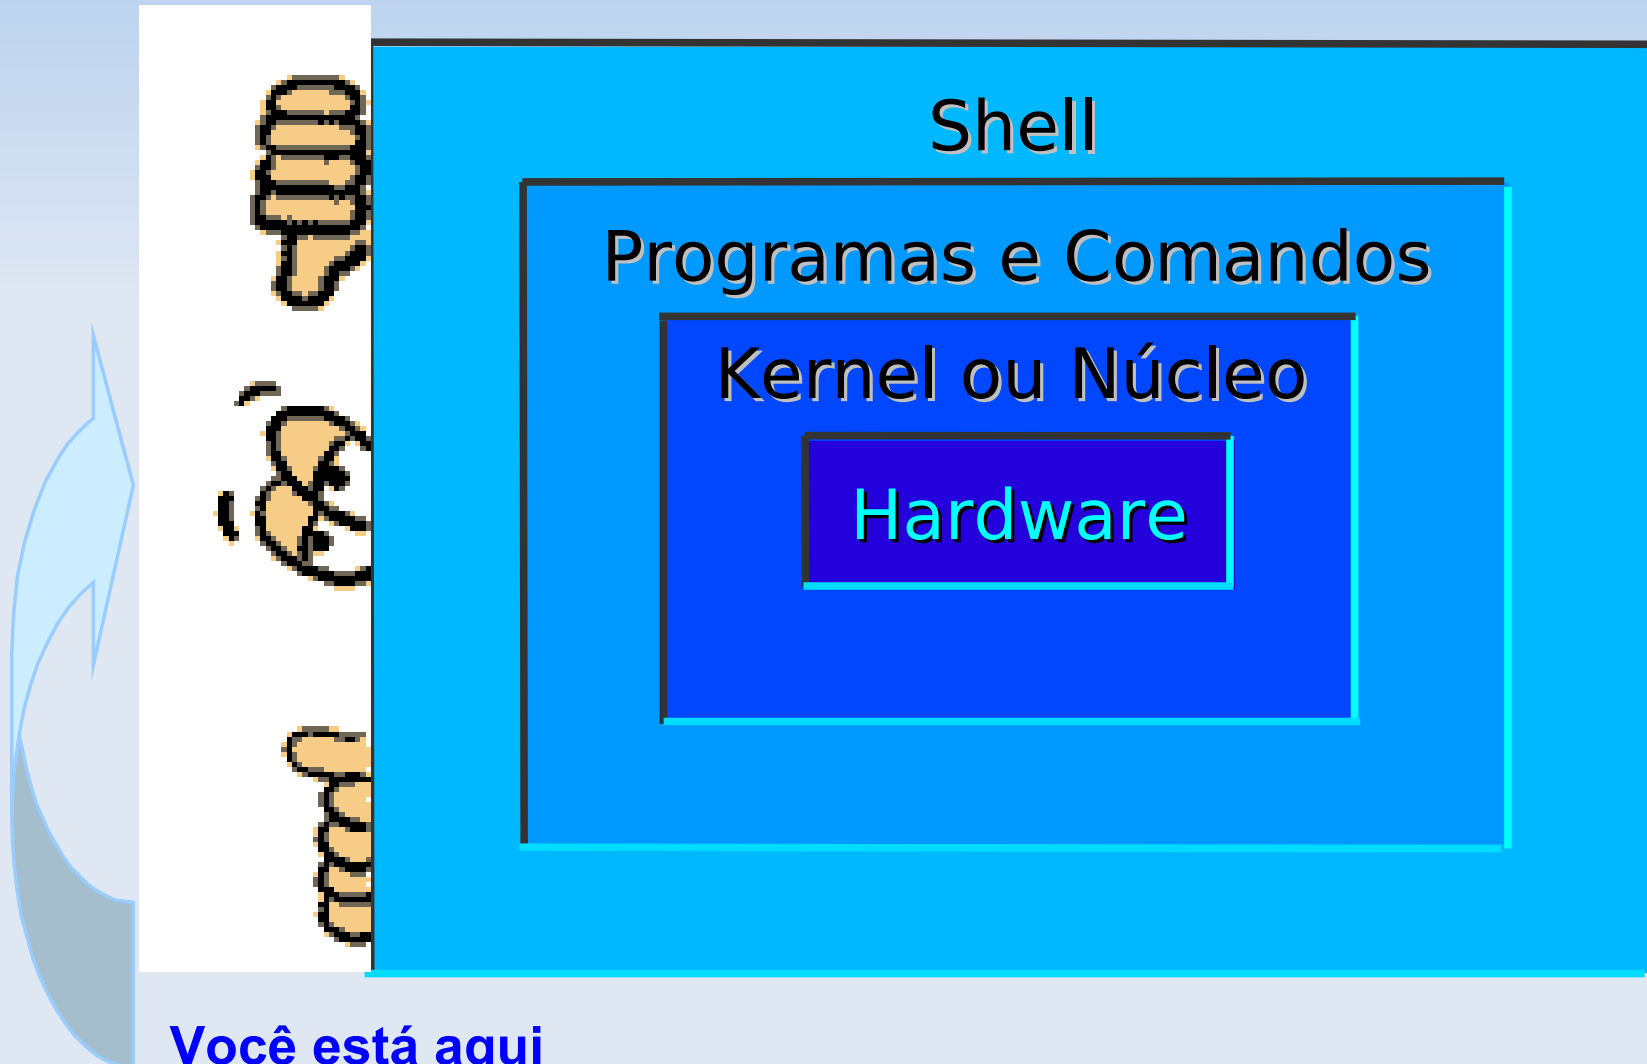 Shell
Programas e Comandos
Kernel ou Núcleo
Hardware
Você está aqui